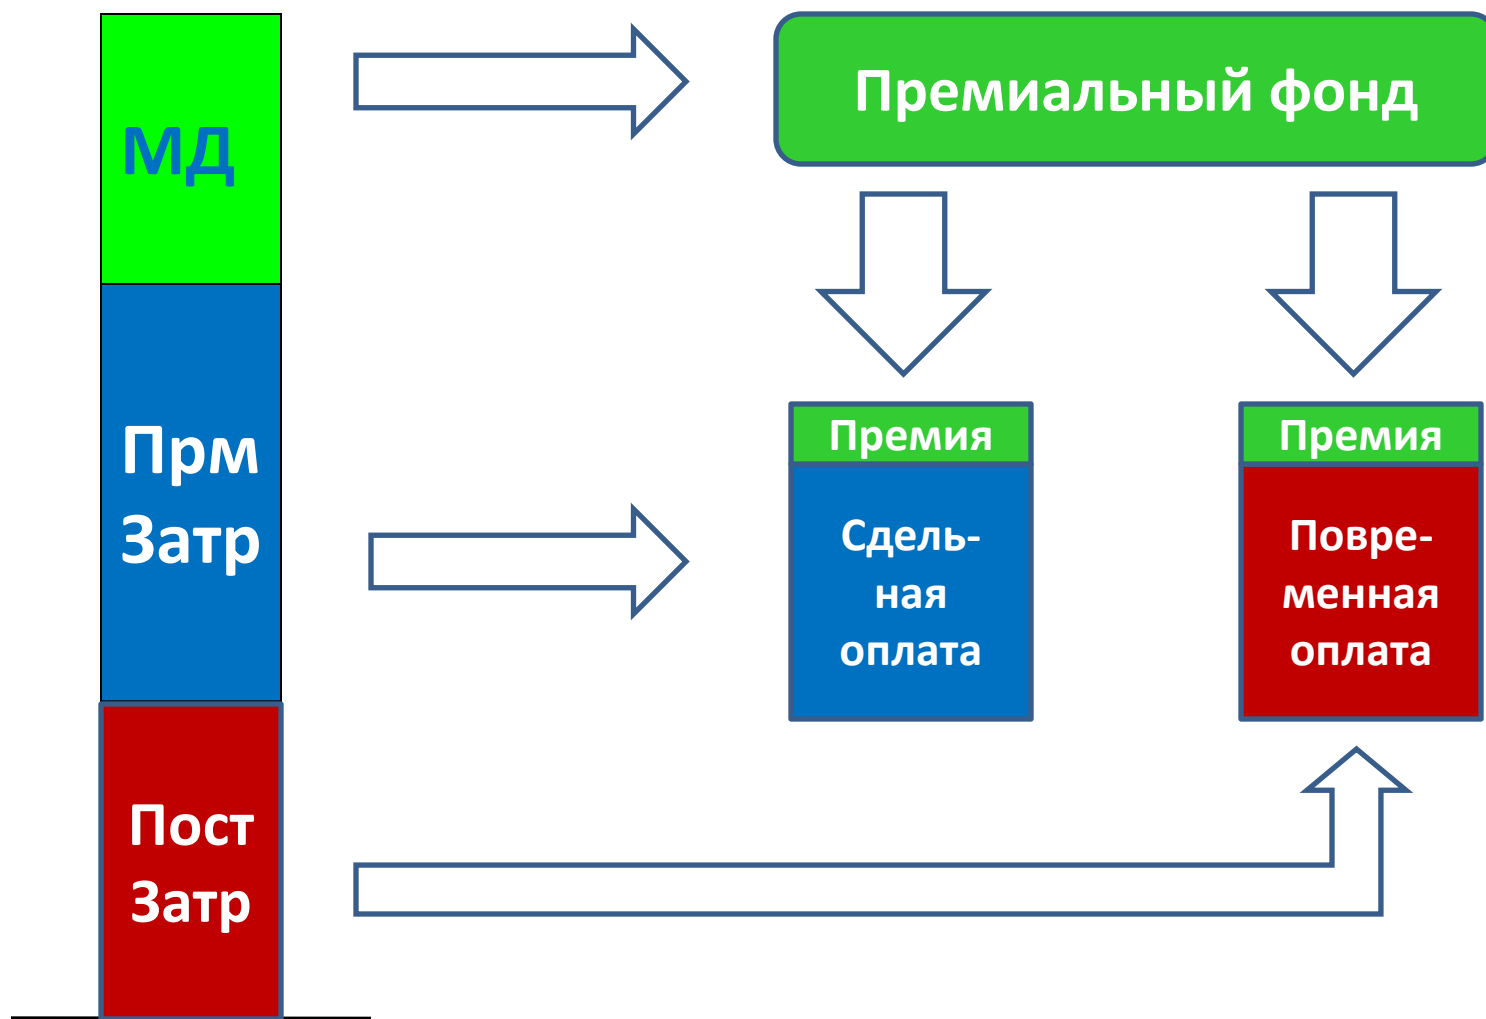 МД
Прм
Затр
Пост
Затр
Премиальный фонд
Премия
Сдель-
ная
оплата
Премия
Повре-
менная
оплата